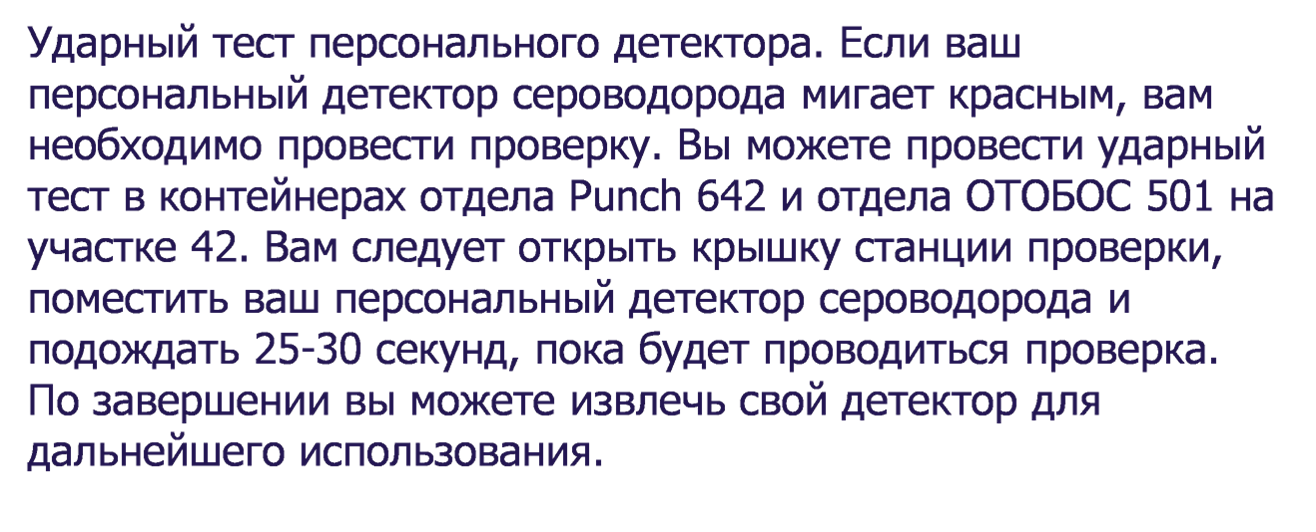 Ударный тест персонального детектора. Если ваш
персональный детектор сероводорода мигает красным, вам
необходимо провести проверку. Вы можете провести ударный
тест в контейнерах отдела Punch 642 и отдела ОТОБОС 501 на
участке 42. Вам следует открыть крышку станции проверки,
поместить ваш персональный детектор сероводорода и
подождать 25-30 секунд, пока будет проводиться проверка.
По завершении вы можете извлечь свой детектор для
дальнейшего использования.